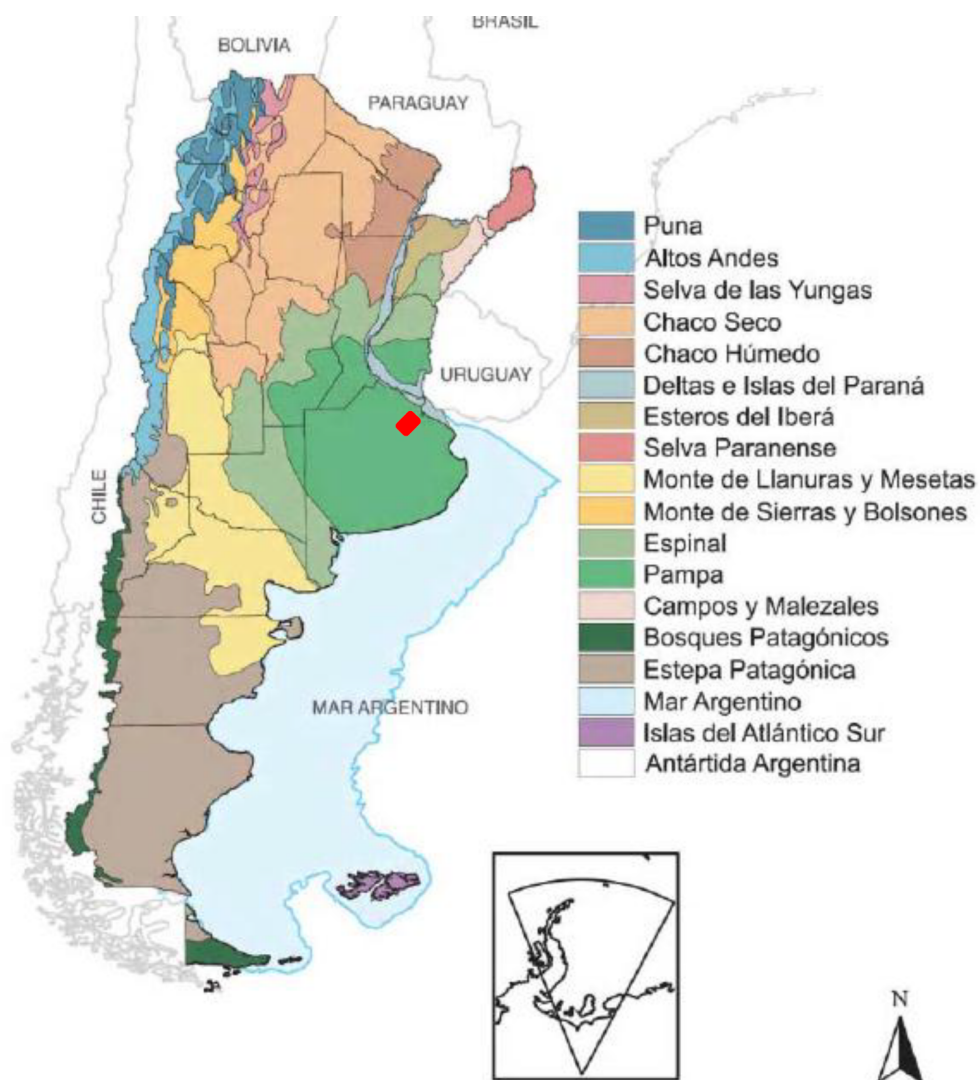 BRASIL
BOLIVIA
PARAGUAY
URUGUAY
CHILE
MAR ARGENTINO
Puna
Altos Andes
Selva de las Yungas
Chaco Seco
Chaco Húmedo
Deltas e Islas del Paraná
Esteros del Iberá
Selva Paranense
Monte de Llanuras y Mesetas
Monte de Sierras y Bolsones
Espinal
Pampa
Campos y Malezales
Bosques Patagónicos
Estepa Patagónica
Mar Argentino
Islas del Atlántico Sur
Antártida Argentina
N